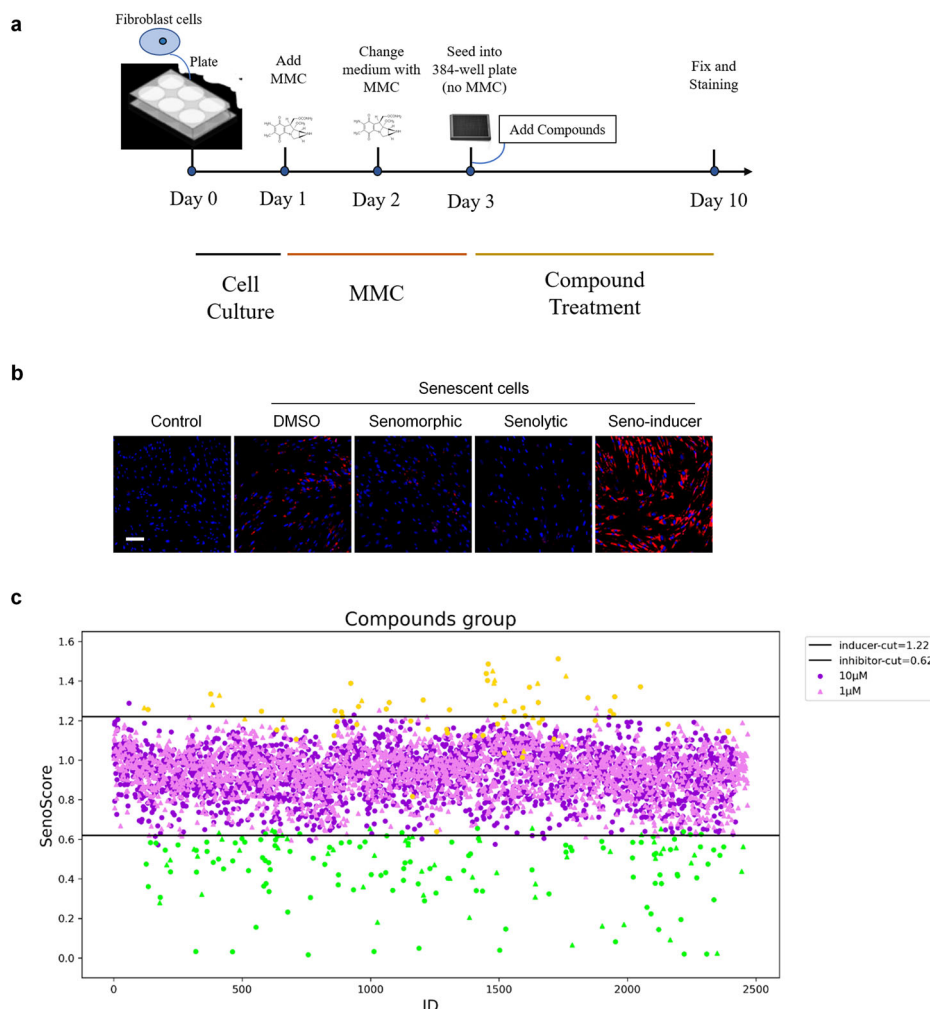 a
Fibroblast cells
Plate
Add
MMC
Change
medium with
MMC
Seed into
384-well plate
(no MMC)
Add Compounds
Fix and
Staining
Day 0
Day 1
Day 2
Day 3
Day 10
Cell
Culture
MMC
Compound
Treatment
b
Senescent cells
Control
DMSO
Senomorphic
Senolytic
Seno-inducer
c
Compounds group
1.6
1.4
1.2
1.0
0.8
0.6
0.4
0.2
0.0
SenoScore
0
500
1000
1500
2000
2500
ID
inducer-cut=1.22
inhibitor-cut=0.62
10μM
1μM